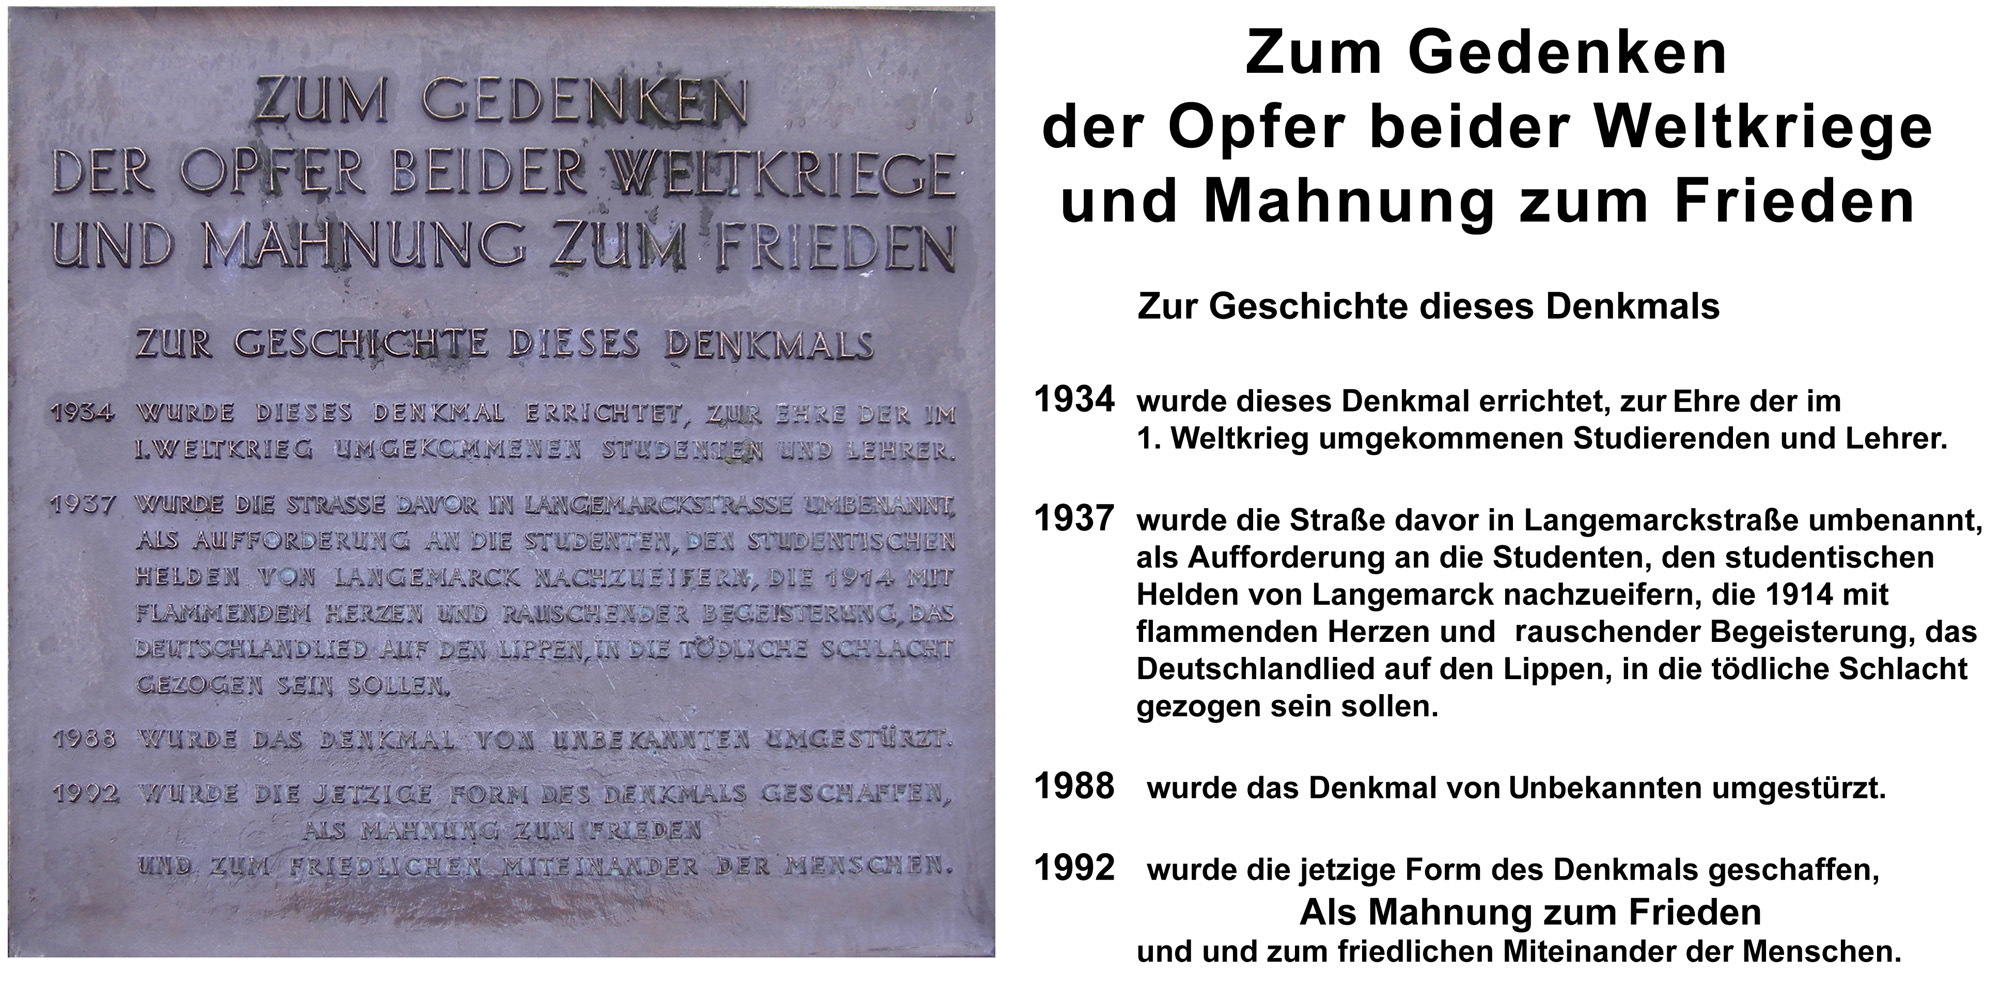 ZUM GEDENKEN
DER OPFER BEIDER WELTKRIEGE
UND MAHNUNG ZUM FRIEDEN
ZUR GESCHICHTE DIESES DENKMALS
1934 WURDE DIESES DENKMAL ERRICHTET, ZUR EHRE DER IM
I. WELTKRIEG UMGEKOMMENEN STUDENTEN UND LEHRER.
1937 WURDE DIE STRASSE DAVOR IN LANGEMARCKSTRASSE UMBENANNT,
ALS AUFFORDERUNG AN DIE STUDENTEN, DEN STUDENTISCHEN
HELDEN VON LANGEMARCK NACHZUEIFERN, DIE 1914 MIT
FLAMMENDEM HERZEN UND RAUSCHENDER BEGEISTERUNG, DAS
DEUTSCHLANDLIED AUF DEN LIPPEN, IN DIE TÖDLICHE SCHLACHT
GEZOGEN SEIN SOLLEN.
1988 WURDE DAS DENKMAL VON UNBEKANNTEN UMGESTÜRZT.
1992 WURDE DIE JETZIGE FORM DES DENKMALS GESCHAFFEN,
ALS MAHNUNG ZUM FRIEDEN
UND ZUM FRIEDLICHEN MITEINANDER DER MENSCHEN.
Zum Gedenken
der Opfer beider Weltkriege
und Mahnung zum Frieden
Zur Geschichte dieses Denkmals
1934 wurde dieses Denkmal errichtet, zur Ehre der im
1. Weltkrieg umgekommenen Studierenden und Lehrer.
1937 wurde die Straße davor in Langemarckstraße umbenannt,
als Aufforderung an die Studenten, den studentischen
Helden von Langemarck nachzueifern, die 1914 mit
flammenden Herzen und rauschender Begeisterung, das
Deutschlandlied auf den Lippen, in die tödliche Schlacht
gezogen sein sollen.
1988 wurde das Denkmal von Unbekannten umgestürzt.
1992 wurde die jetzige Form des Denkmals geschaffen,
Als Mahnung zum Frieden
und und zum friedlichen Miteinander der Menschen.